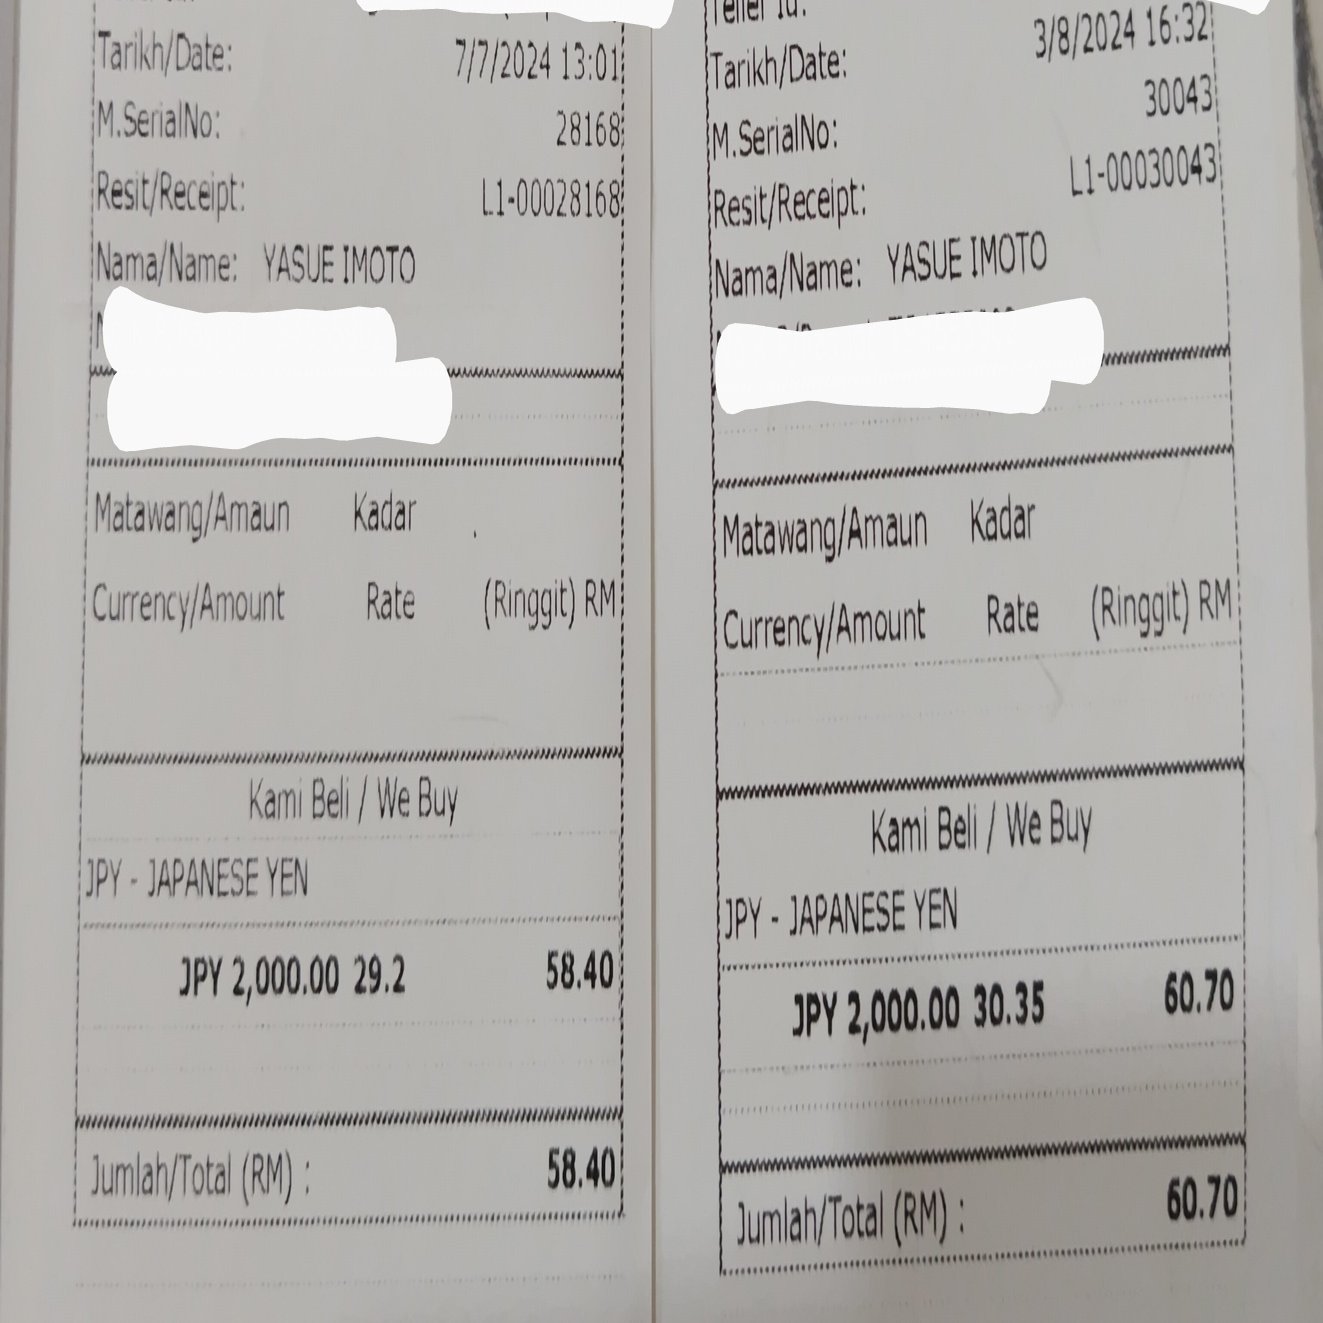 Tarikh/Date: 7/7/2024 13:01
M.SerialNo: 28168
Resit/Receipt: L1-00028168
Nama/Name: YASUE IMOTO
Matawang/Amaun Kadar
Currency/Amount Rate (Ringgit) RM
Kami Beli / We Buy
JPY - JAPANESE YEN
JPY 2,000.00 29.2 58.40
Jumlah/Total (RM) : 58.40
Teller Id:
Tarikh/Date: 3/8/2024 16:32
M.SerialNo: 30043
Resit/Receipt: L1-00030043
Nama/Name: YASUE IMOTO
Matawang/Amaun Kadar
Currency/Amount Rate (Ringgit) RM
Kami Beli / We Buy
JPY - JAPANESE YEN
JPY 2,000.00 30.35 60.70
Jumlah/Total (RM) : 60.70